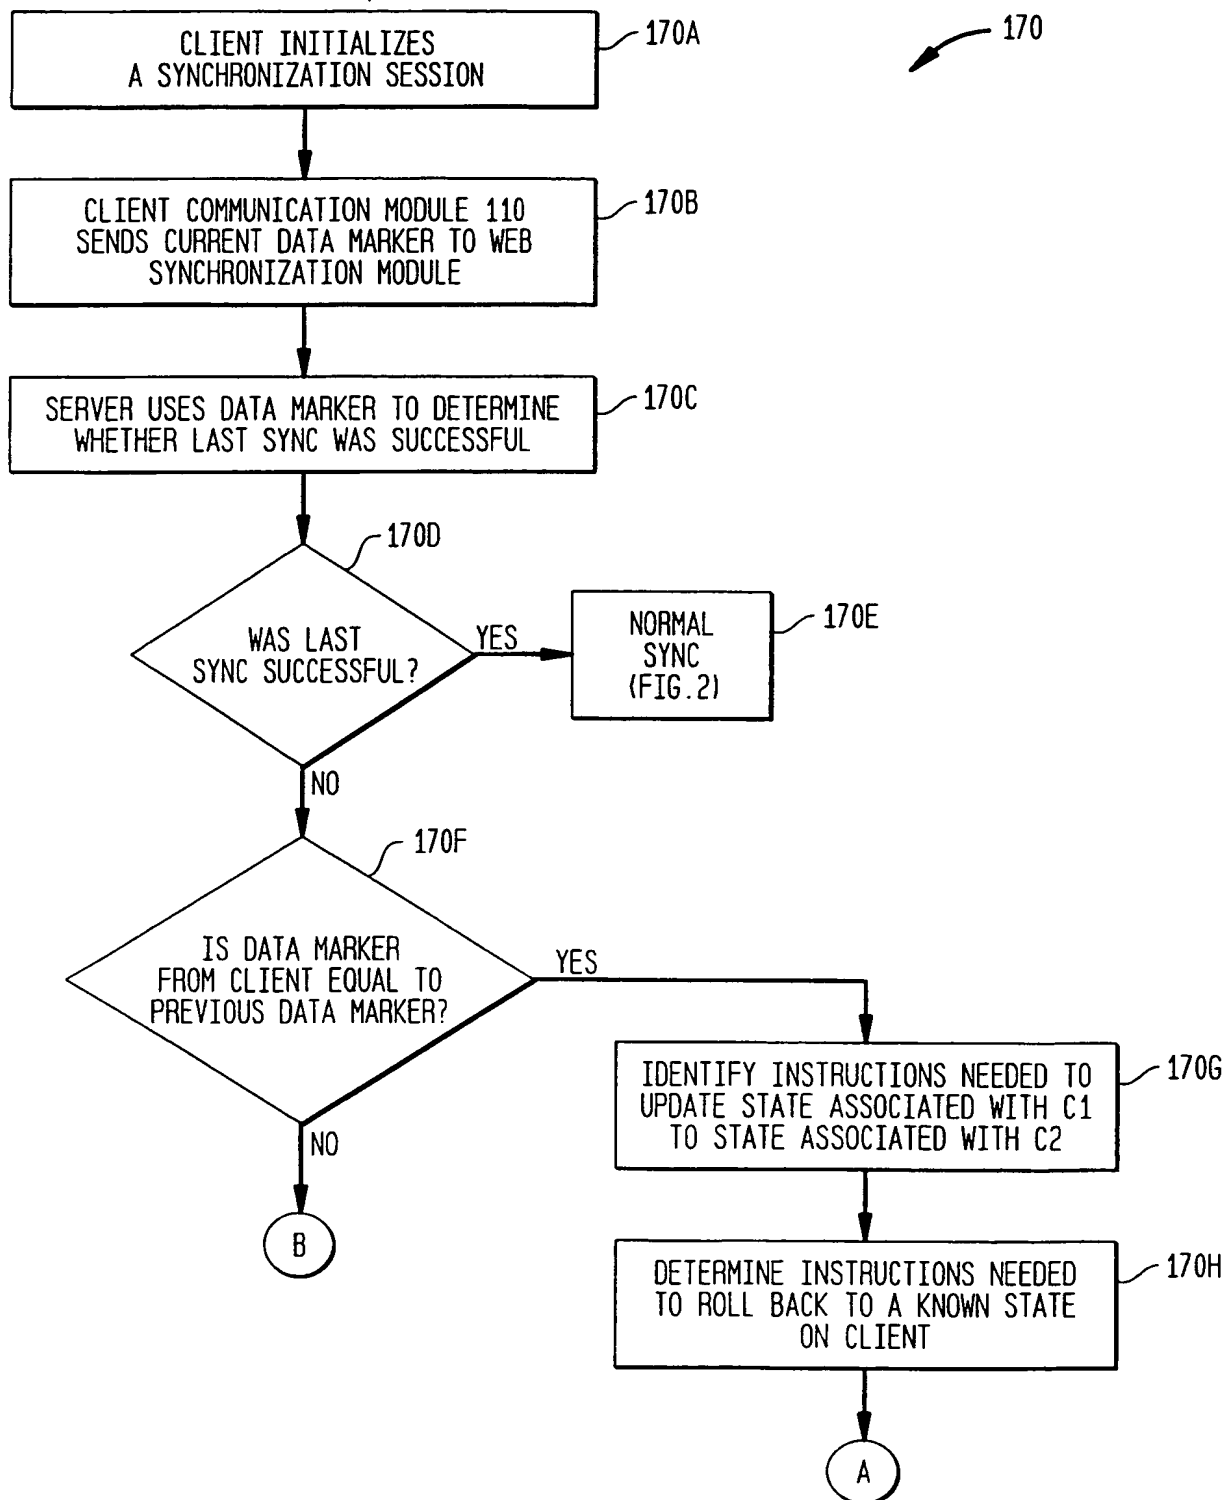 170
CLIENT INITIALIZES
A SYNCHRONIZATION SESSION
170A
CLIENT COMMUNICATION MODULE 110
SENDS CURRENT DATA MARKER TO WEB
SYNCHRONIZATION MODULE
170B
SERVER USES DATA MARKER TO DETERMINE
WHETHER LAST SYNC WAS SUCCESSFUL
170C
170D
WAS LAST
SYNC SUCCESSFUL?
YES
NORMAL
SYNC
(FIG.2)
170E
NO
170F
IS DATA MARKER
FROM CLIENT EQUAL TO
PREVIOUS DATA MARKER?
YES
IDENTIFY INSTRUCTIONS NEEDED TO
UPDATE STATE ASSOCIATED WITH C1
TO STATE ASSOCIATED WITH C2
170G
NO
B
DETERMINE INSTRUCTIONS NEEDED
TO ROLL BACK TO A KNOWN STATE
ON CLIENT
170H
A